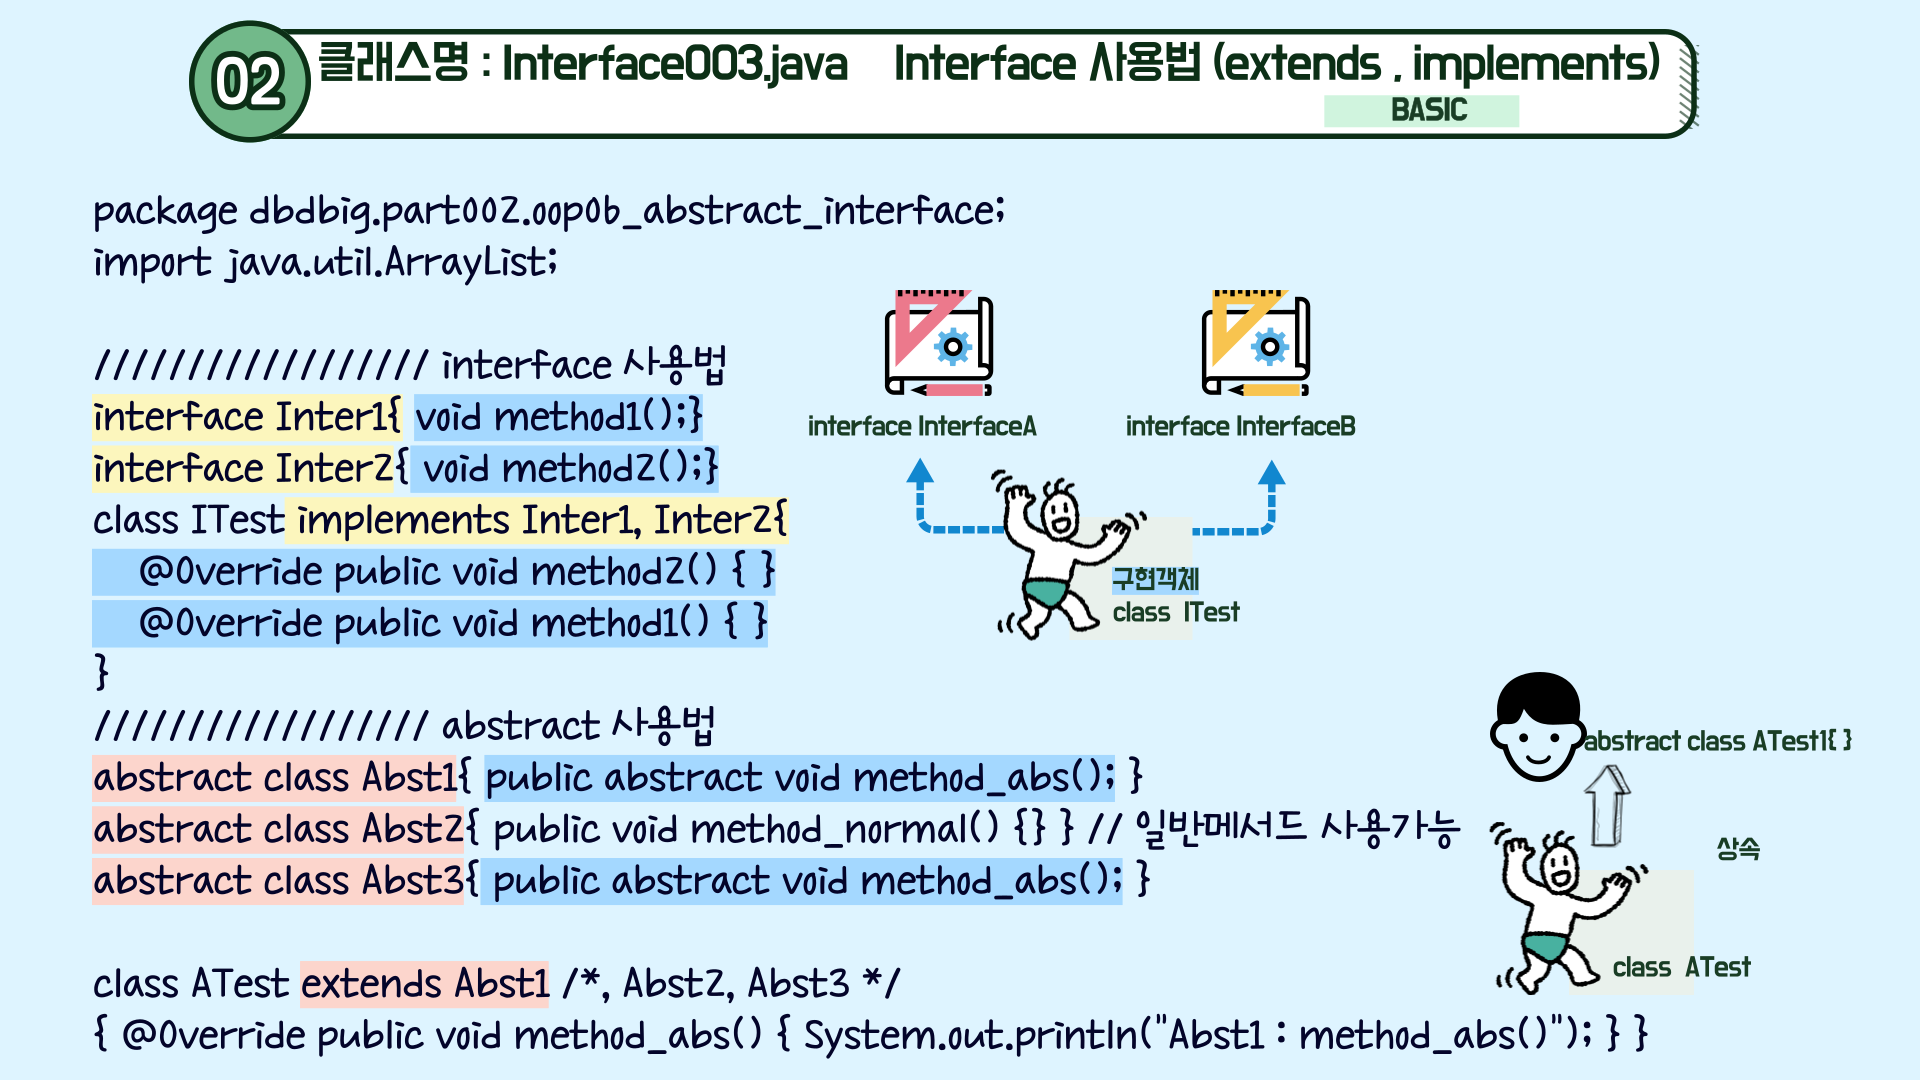 02
클래스명 : Interface003.java    Interface 사용법 (extends , implements)
BASIC
package dbdbig.part002.oop06_abstract_interface;
import java.util.ArrayList;
////////////////// interface 사용법
interface Inter1{ void method1();}
interface Inter2{ void method2();}
class ITest implements Inter1, Inter2{
    @Override public void method2() { }
    @Override public void method1() { }
}
interface InterfaceA
interface InterfaceB
구현객체
class ITest
////////////////// abstract 사용법
abstract class Abst1{ public abstract void method_abs(); }
abstract class Abst2{ public void method_normal() {} } // 일반메서드 사용가능
abstract class Abst3{ public abstract void method_abs(); }
class ATest extends Abst1 /*, Abst2, Abst3 */
{ @Override public void method_abs() { System.out.println("Abst1 : method_abs()"); } }
abstract class ATest1{ }
상속
class ATest